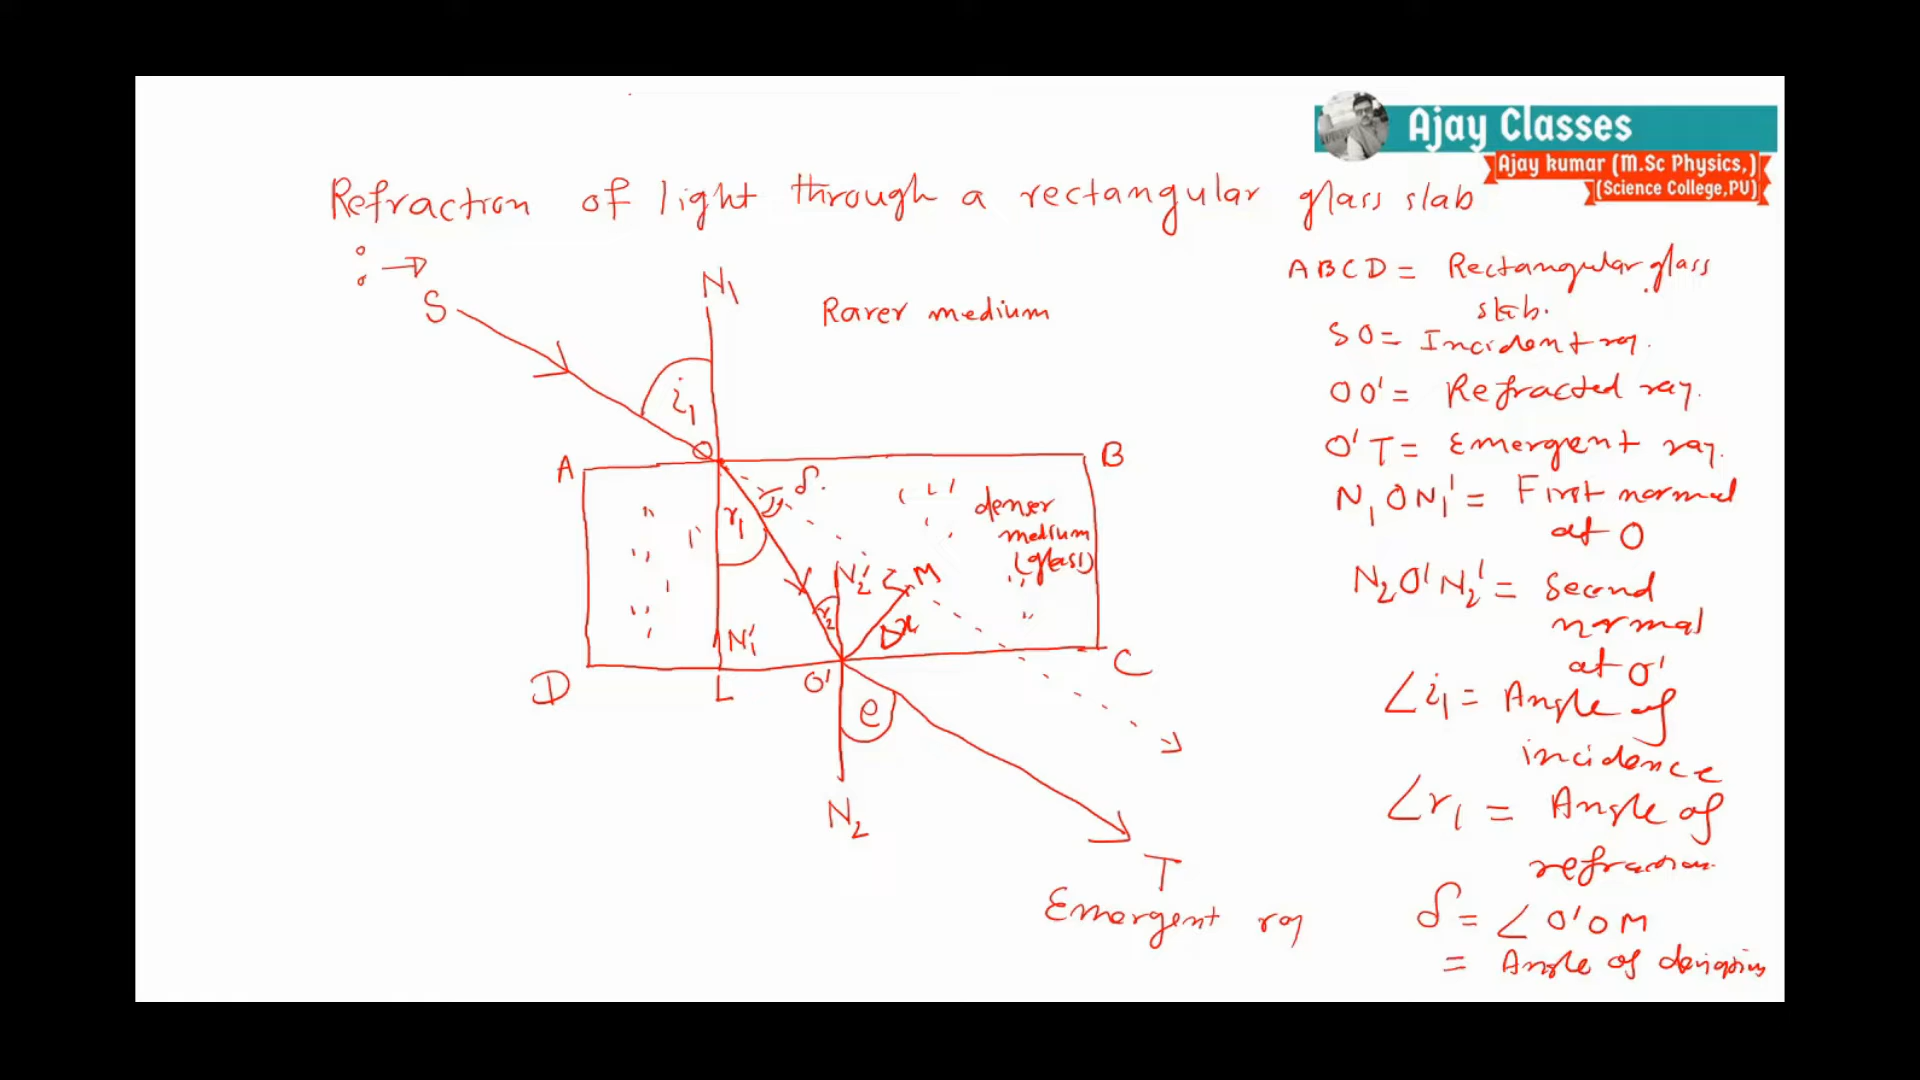 Ajay Classes
Ajay kumar (M.Sc Physics,)
(Science College,PU)
Refraction of light through a rectangular glass slab
:→
S
N₁
Rarer medium
i₁
O
A
B
δ
r₁
denser
medium
(glass)
N₂'
M
r₂
Δx
N₁'
D
L
O'
C
e
N₂
T
Emergent ray
ABCD = Rectangular glass
slab.
SO = Incident ray.
OO' = Refracted ray.
O'T = Emergent ray.
N₁ON₁' = First normal
at O
N₂O'N₂' = Second
normal
at O'
∠i₁ = Angle of
incidence
∠r₁ = Angle of
refraction
δ = ∠O'OM
= Angle of deviation